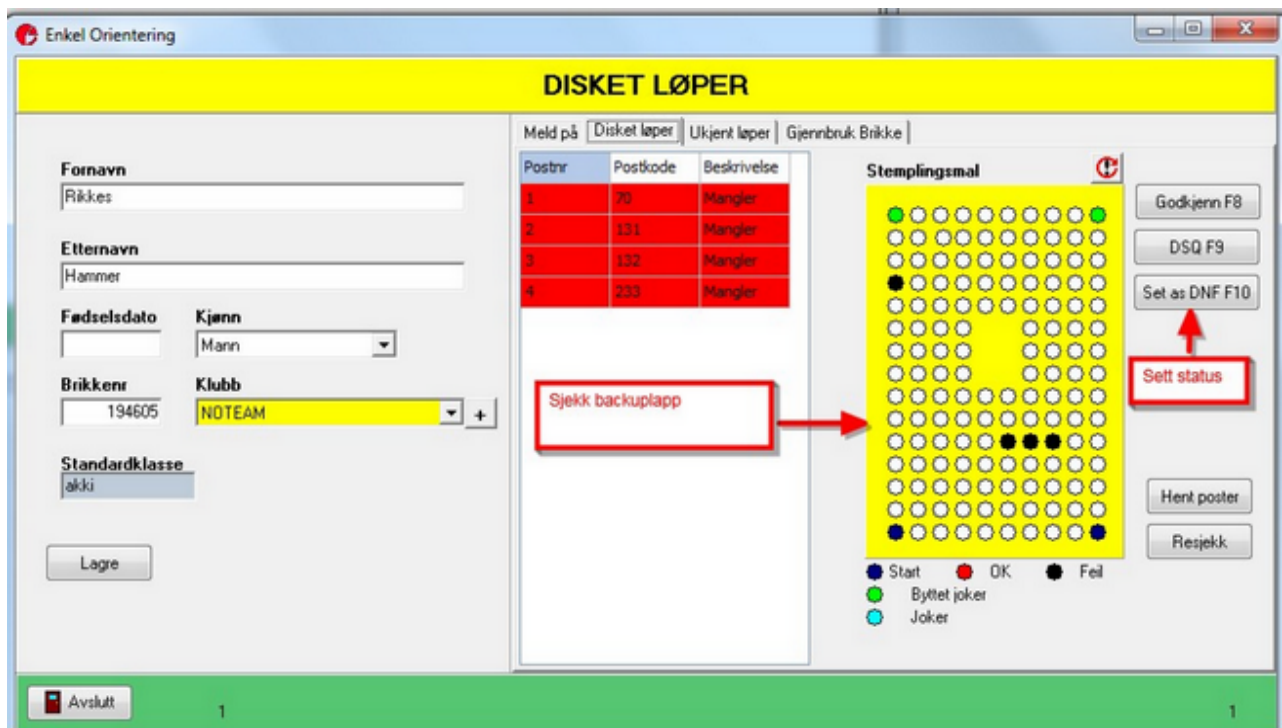 Enkel Orientering
DISKET LØPER
Meld på Disket løper Ukjent løper Gjennbruk Brikke
Fornavn
Rikkes
Etternavn
Hammer
Fødselsdato Kjønn
Mann
Brikkenr Klubb
194605 NOTEAM +
Standardklasse
akki
Lagre
Postnr Postkode Beskrivelse
1 70 Mangler
2 131 Mangler
3 132 Mangler
4 233 Mangler
Sjekk backuplapp
Stemplingsmal
Start OK Feil
Byttet joker
Joker
Godkjenn F8
DSQ F9
Set as DNF F10
Sett status
Hent poster
Resjekk
Avslutt 1 1